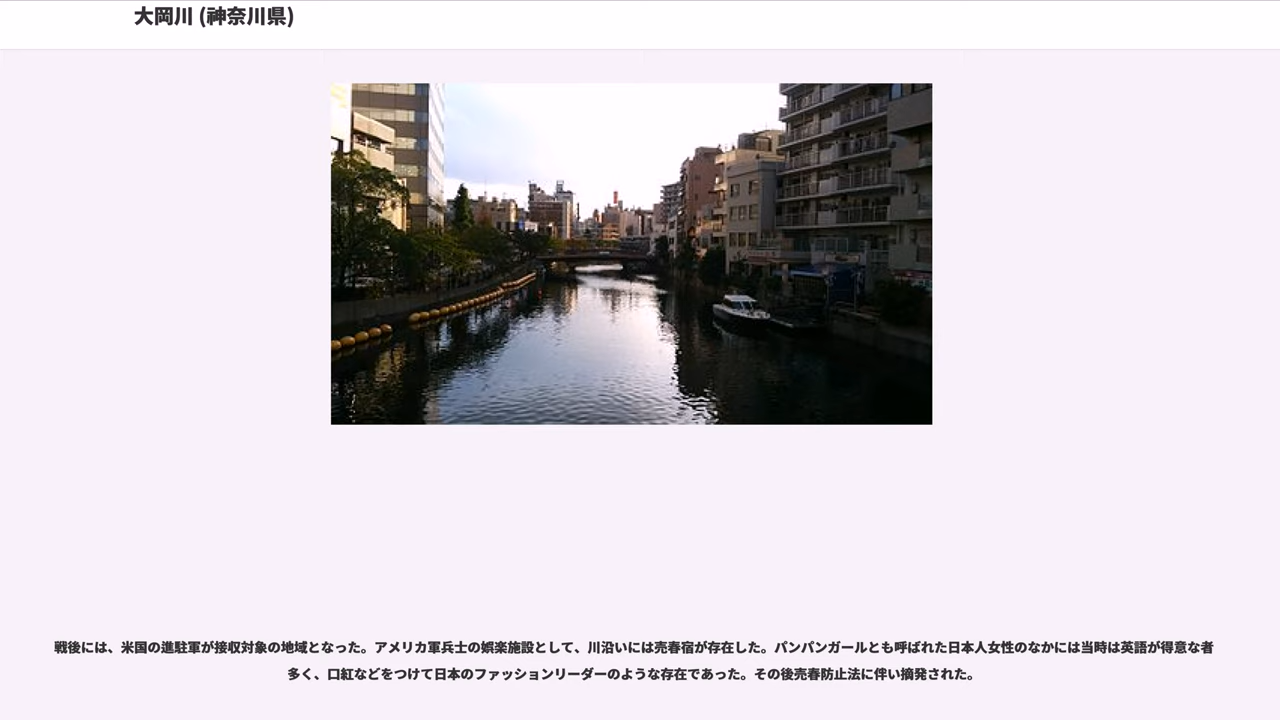 大岡川 (神奈川県)
戦後には、米国の進駐軍が接収対象の地域となった。アメリカ軍兵士の娯楽施設として、川沿いには売春宿が存在した。パンパンガールとも呼ばれた日本人女性のなかには当時は英語が得意な者
多く、口紅などをつけて日本のファッションリーダーのような存在であった。その後売春防止法に伴い摘発された。